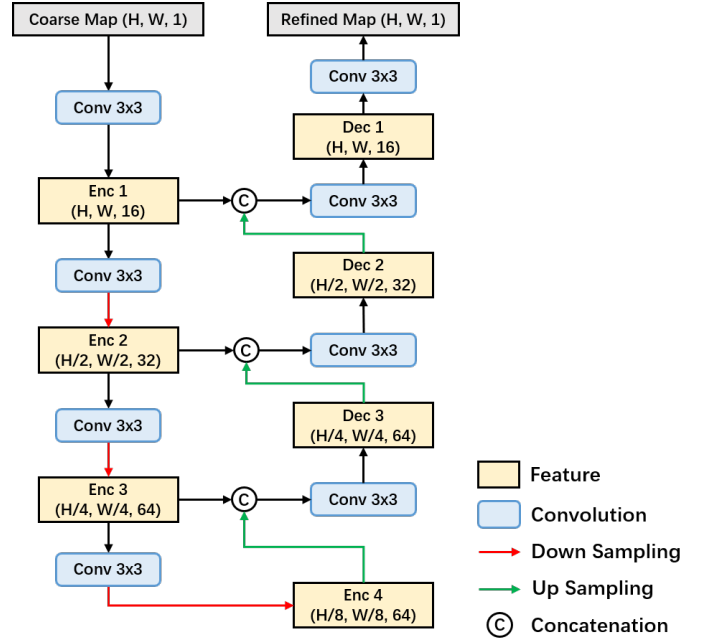 Coarse Map (H, W, 1)
Refined Map (H, W, 1)
Conv 3x3
Conv 3x3
Dec 1
(H, W, 16)
Enc 1
(H, W, 16)
C
Conv 3x3
Conv 3x3
Dec 2
(H/2, W/2, 32)
Enc 2
(H/2, W/2, 32)
C
Conv 3x3
Conv 3x3
Dec 3
(H/4, W/4, 64)
Enc 3
(H/4, W/4, 64)
C
Conv 3x3
Conv 3x3
Enc 4
(H/8, W/8, 64)
Feature
Convolution
Down Sampling
Up Sampling
C Concatenation